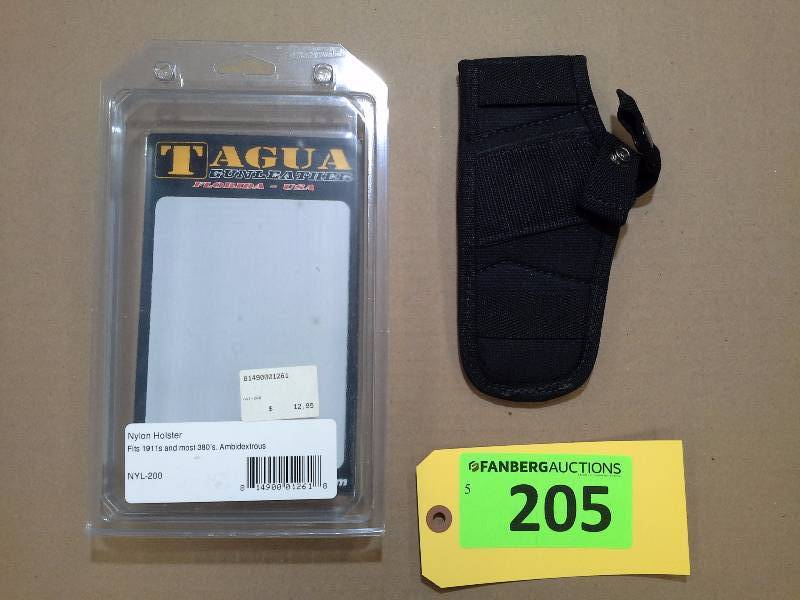 TAGUA
GUNLEATHER
FLORIDA - USA
814900001261
$ 12.95
Nylon Holster
Fits 1911s and most 380's. Ambidextrous
NYL-200
8 14900 01261 8
FANBERGAUCTIONS
5
205